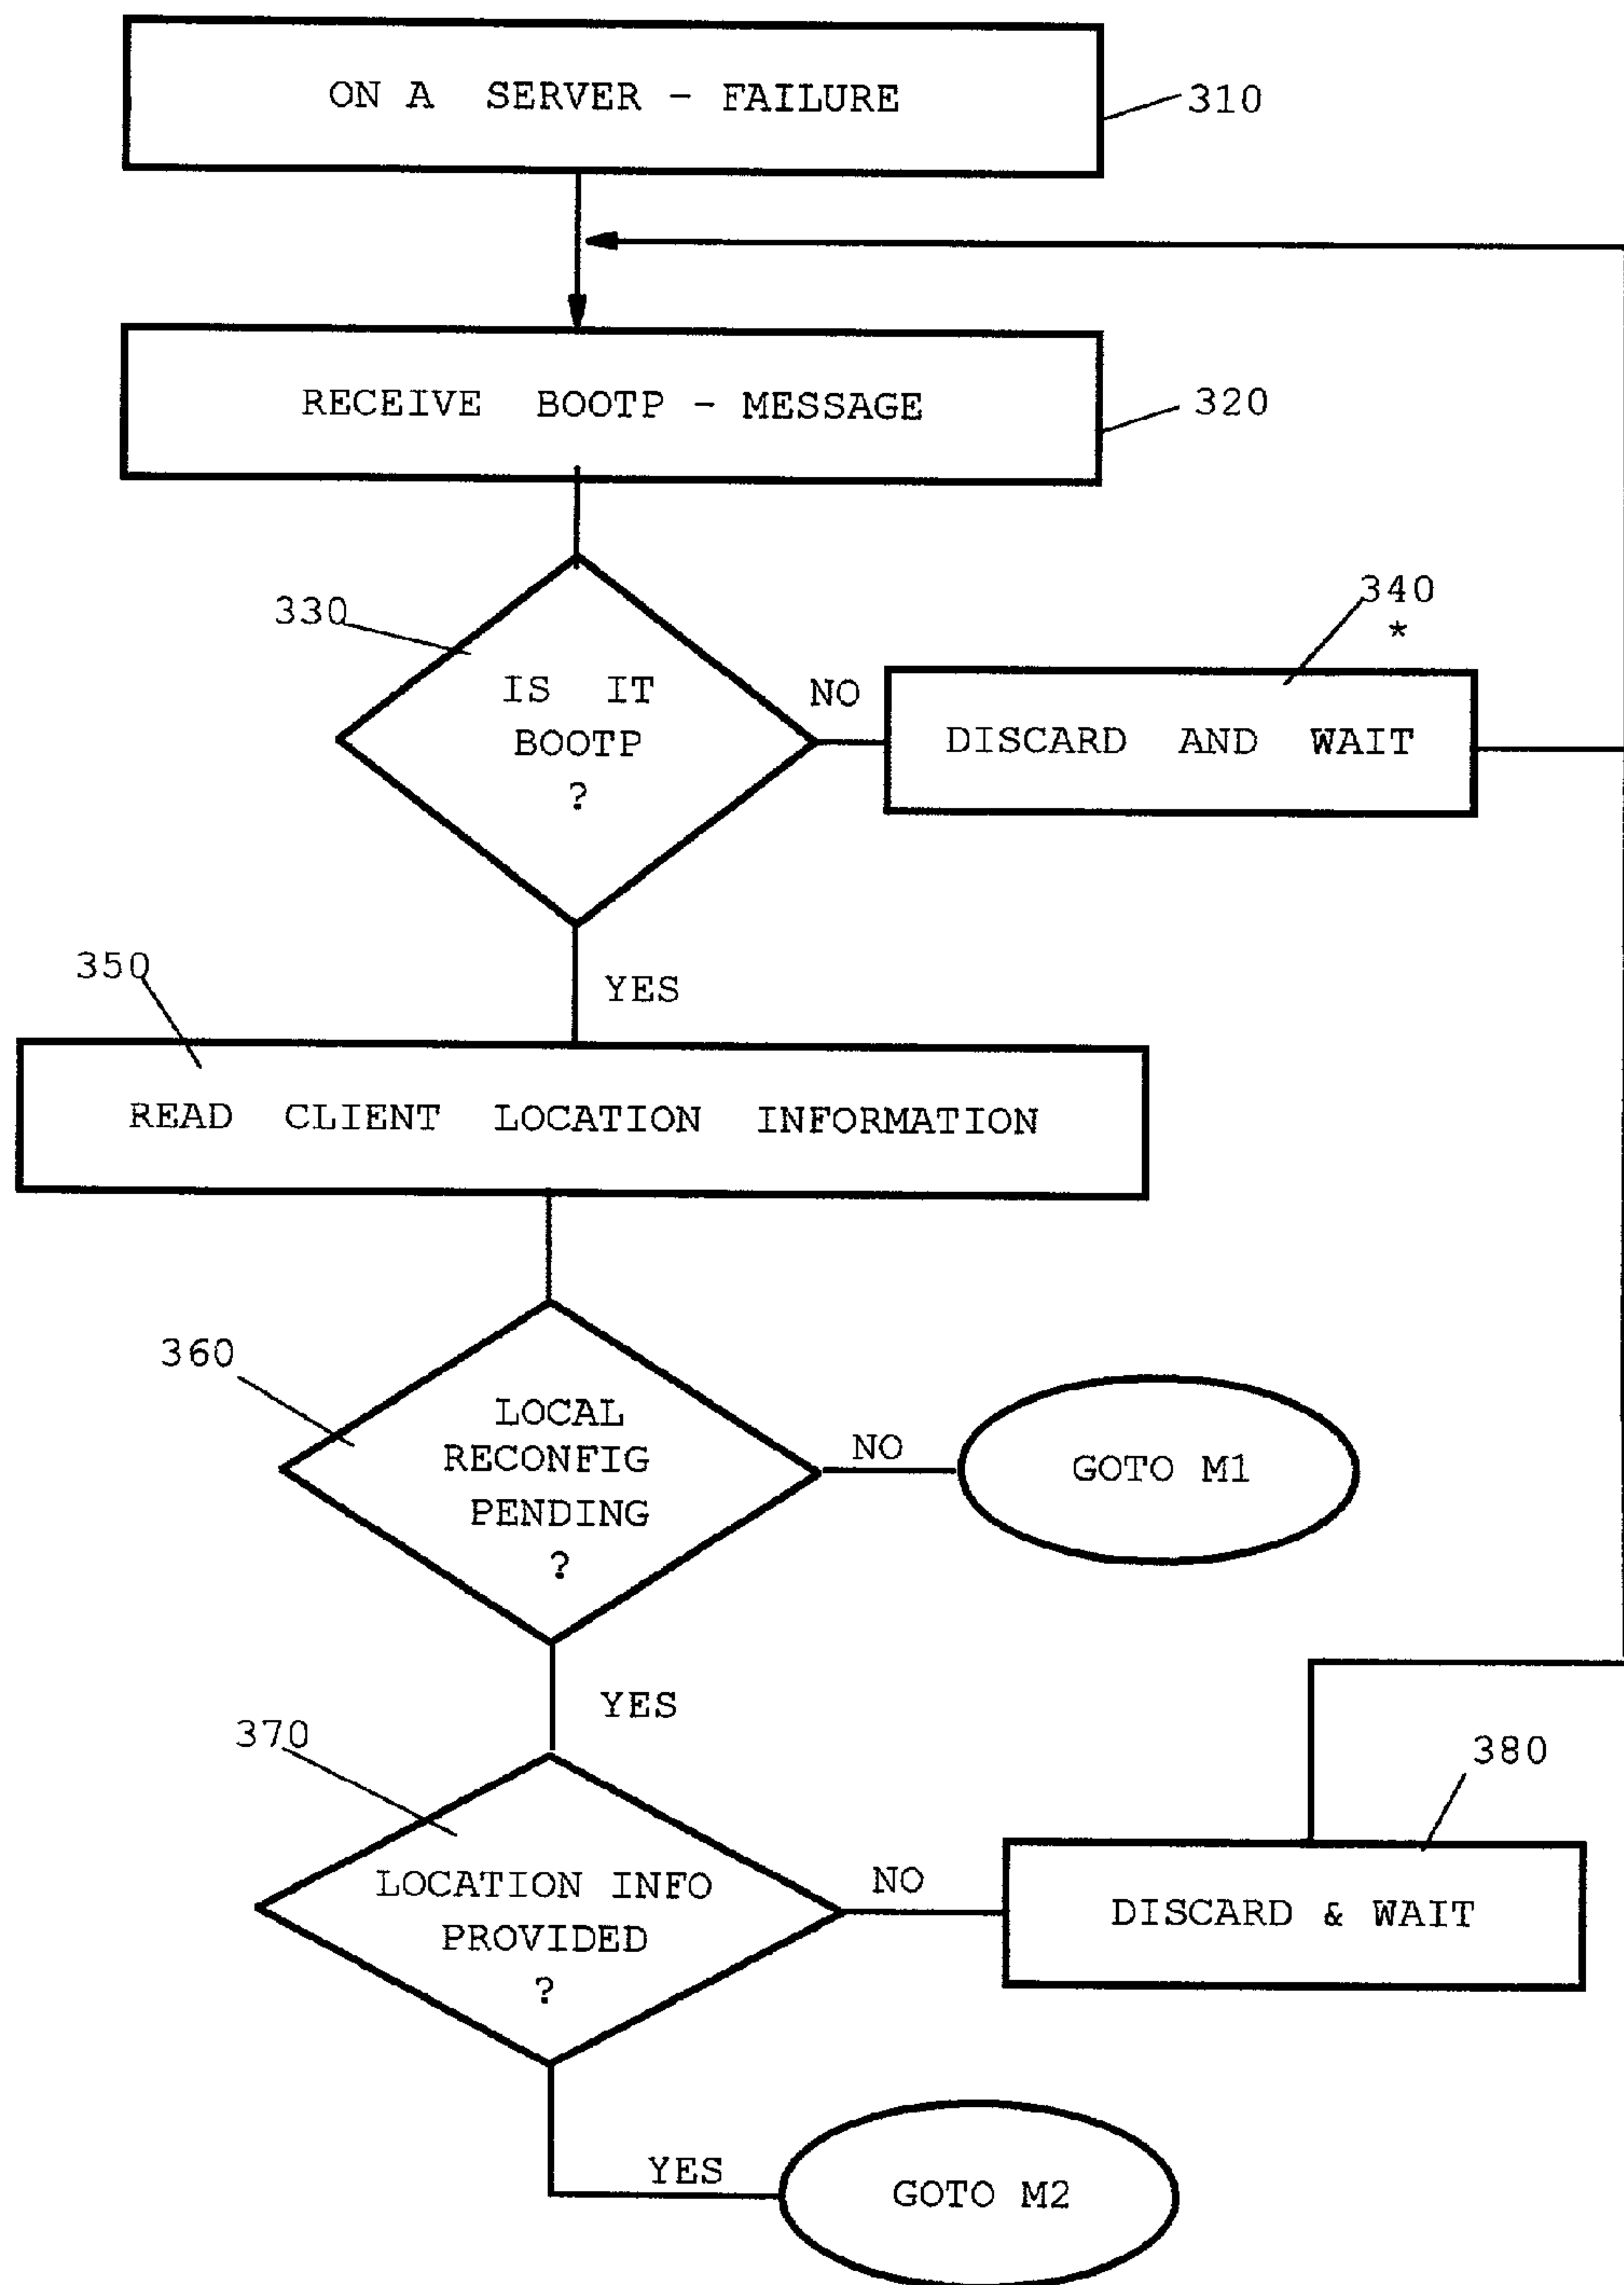 ON A SERVER - FAILURE
310
RECEIVE BOOTP - MESSAGE
320
330
IS IT
BOOTP
?
NO
340
*
DISCARD AND WAIT
YES
350
READ CLIENT LOCATION INFORMATION
360
LOCAL
RECONFIG
PENDING
?
NO
GOTO M1
YES
370
LOCATION INFO
PROVIDED
?
NO
380
DISCARD & WAIT
YES
GOTO M2